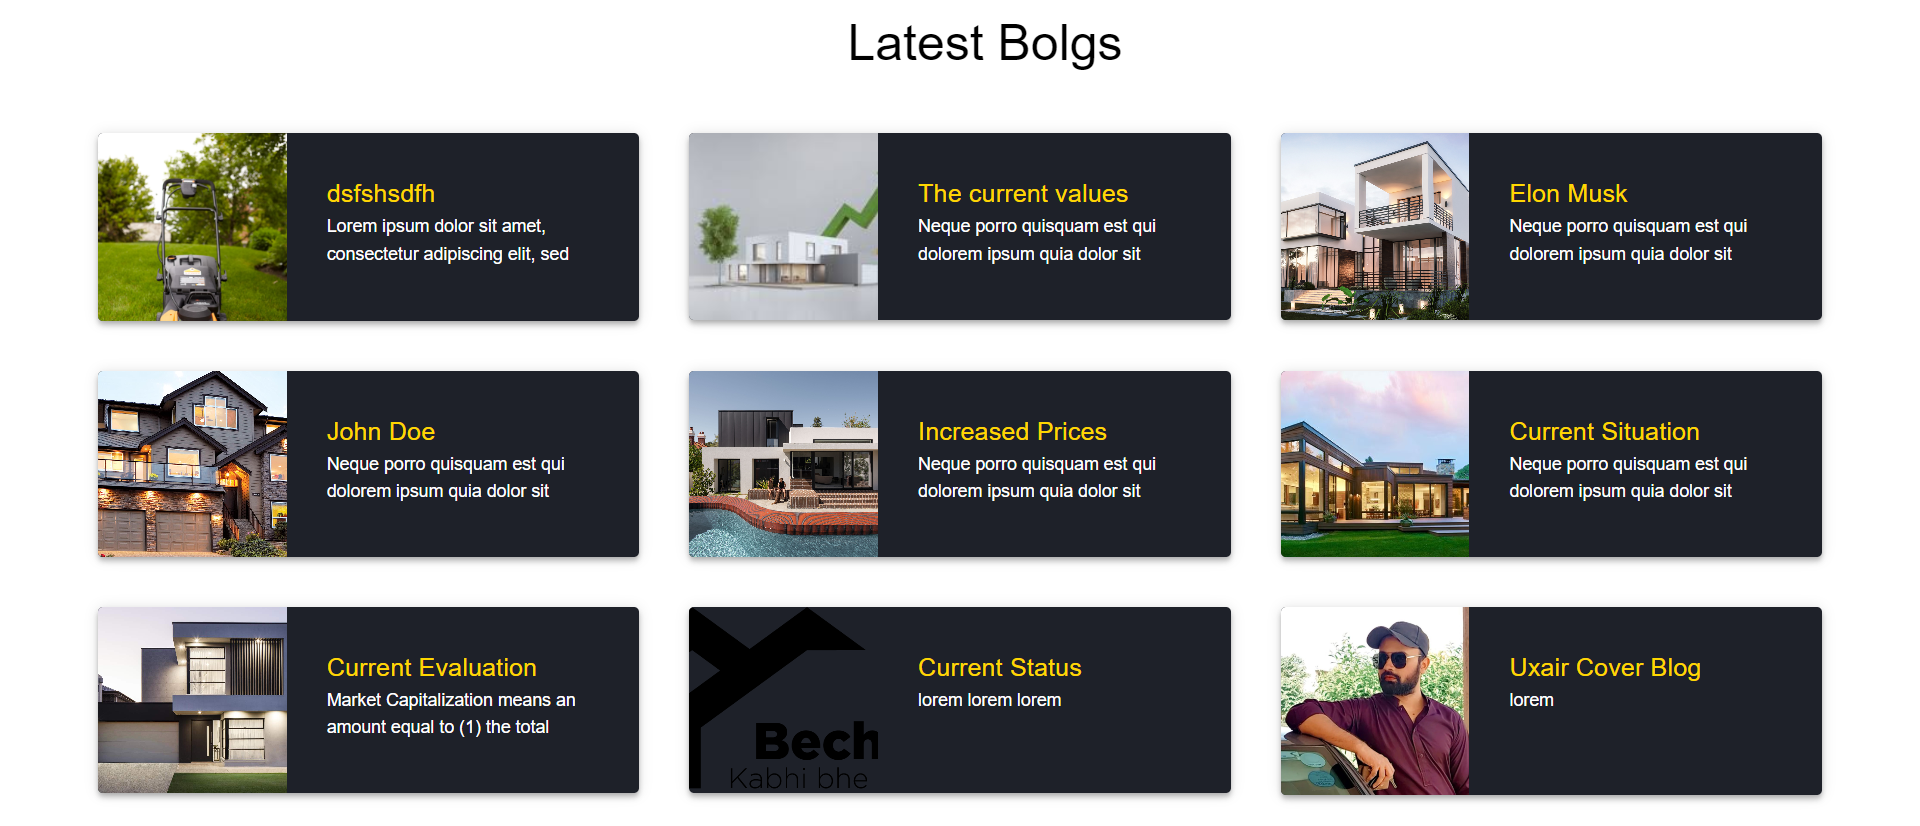 Latest Bolgs
dsfshsdfh
Lorem ipsum dolor sit amet,
consectetur adipiscing elit, sed
The current values
Neque porro quisquam est qui
dolorem ipsum quia dolor sit
Elon Musk
Neque porro quisquam est qui
dolorem ipsum quia dolor sit
John Doe
Neque porro quisquam est qui
dolorem ipsum quia dolor sit
Increased Prices
Neque porro quisquam est qui
dolorem ipsum quia dolor sit
Current Situation
Neque porro quisquam est qui
dolorem ipsum quia dolor sit
Current Evaluation
Market Capitalization means an
amount equal to (1) the total
Bech
Kabhi bhe
Current Status
lorem lorem lorem
Uxair Cover Blog
lorem